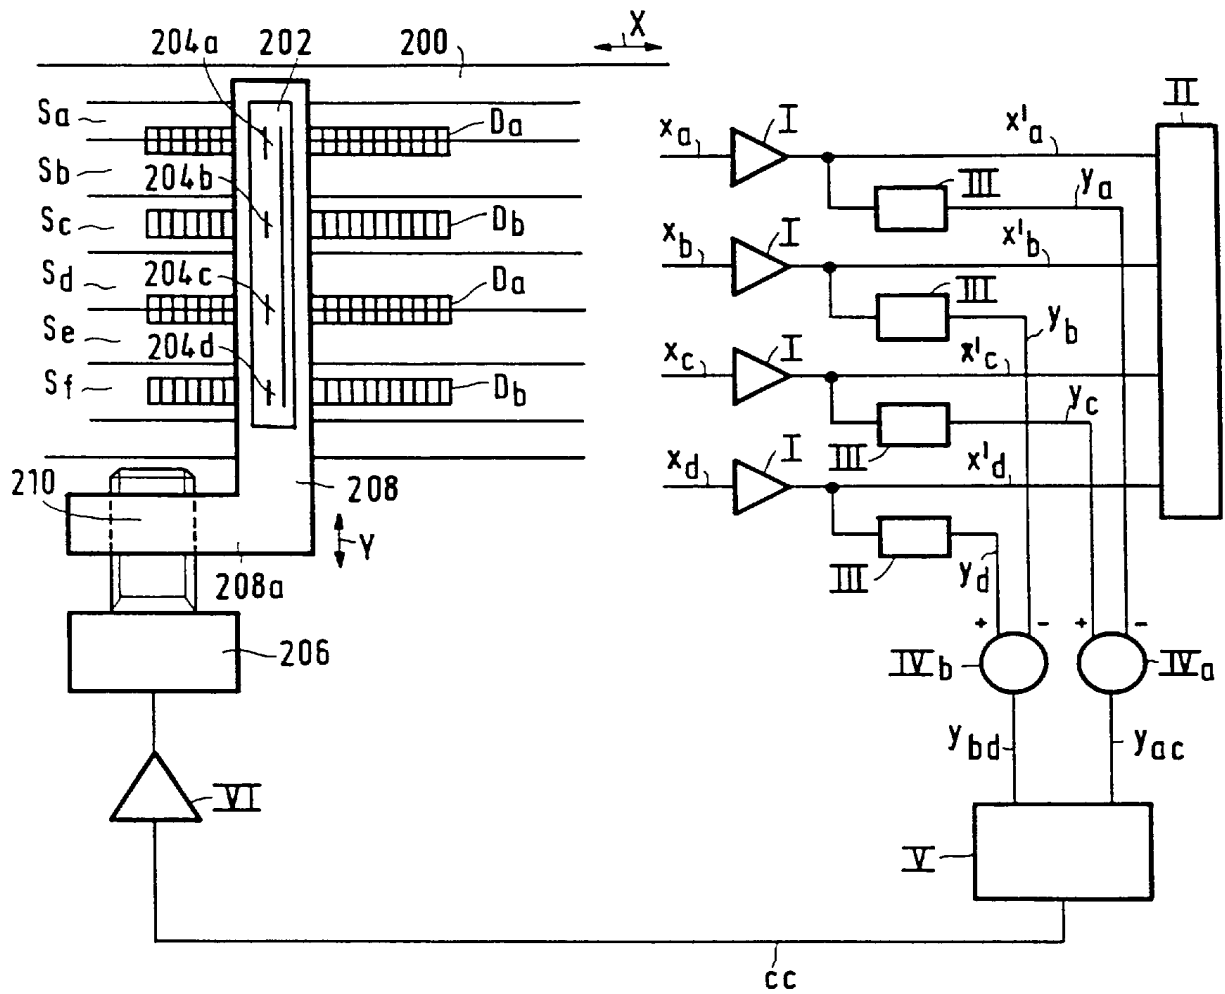 204a 202 200 X
Sa Da
Sb
204b
Sc Db
Sd
204c Da
Se
204d
Sf Db
210
208
Y
208a
206
VI
xa I x'a II
III ya
xb I x'b
III yb
xc I x'c
III yc
xd I x'd
III yd
+ - + -
IVb IVa
ybd yac
V
cc